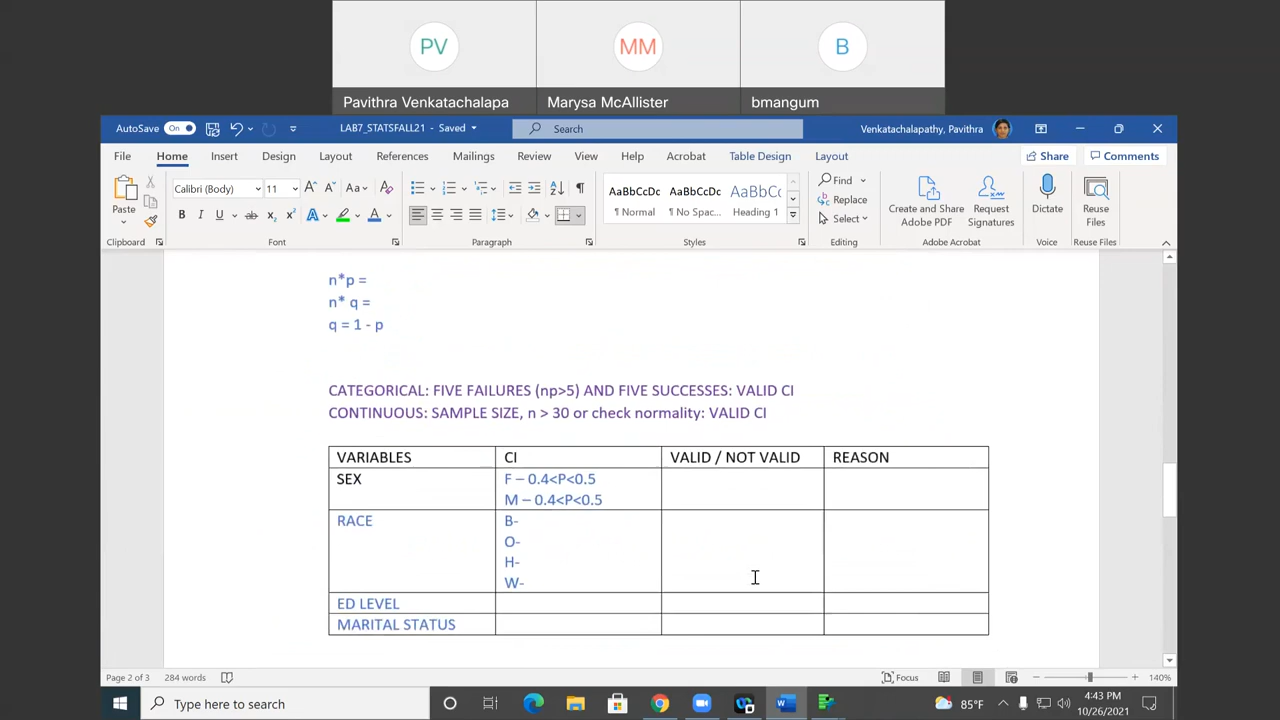 PV
MM
B
Pavithra Venkatachalapa
Marysa McAllister
bmangum
AutoSave On
LAB7_STATSFALL21 - Saved
Search
Venkatachalapathy, Pavithra
File Home Insert Design Layout References Mailings Review View Help Acrobat Table Design Layout
Share
Comments
Paste
Calibri (Body) 11
AaBbCcDc AaBbCcDc AaBbCc
Normal No Spac... Heading 1
Find
Replace
Select
Create and Share Adobe PDF
Request Signatures
Dictate
Reuse Files
Clipboard Font Paragraph Styles Editing Adobe Acrobat Voice Reuse Files
n*p =
n* q =
q = 1 - p
CATEGORICAL: FIVE FAILURES (np>5) AND FIVE SUCCESSES: VALID CI
CONTINUOUS: SAMPLE SIZE, n > 30 or check normality: VALID CI
VARIABLES CI VALID / NOT VALID REASON
SEX F – 0.4<P<0.5
M – 0.4<P<0.5
RACE B-
O-
H-
W-
ED LEVEL
MARITAL STATUS
Page 2 of 3 284 words
Focus
140%
Type here to search
85°F
4:43 PM
10/26/2021